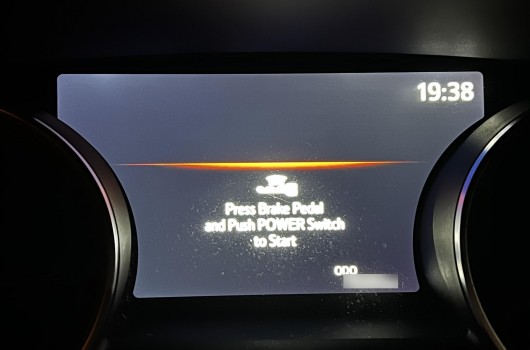 19:38
Press Brake Pedal
and Push POWER Switch
to Start
ODO